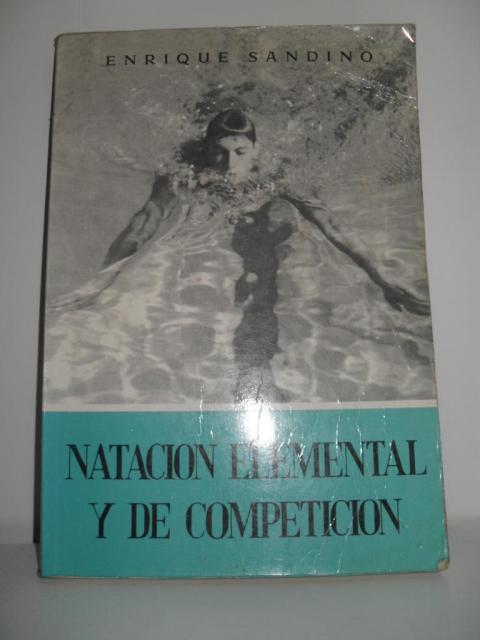 ENRIQUE SANDINO
NATACION ELEMENTAL
Y DE COMPETICION